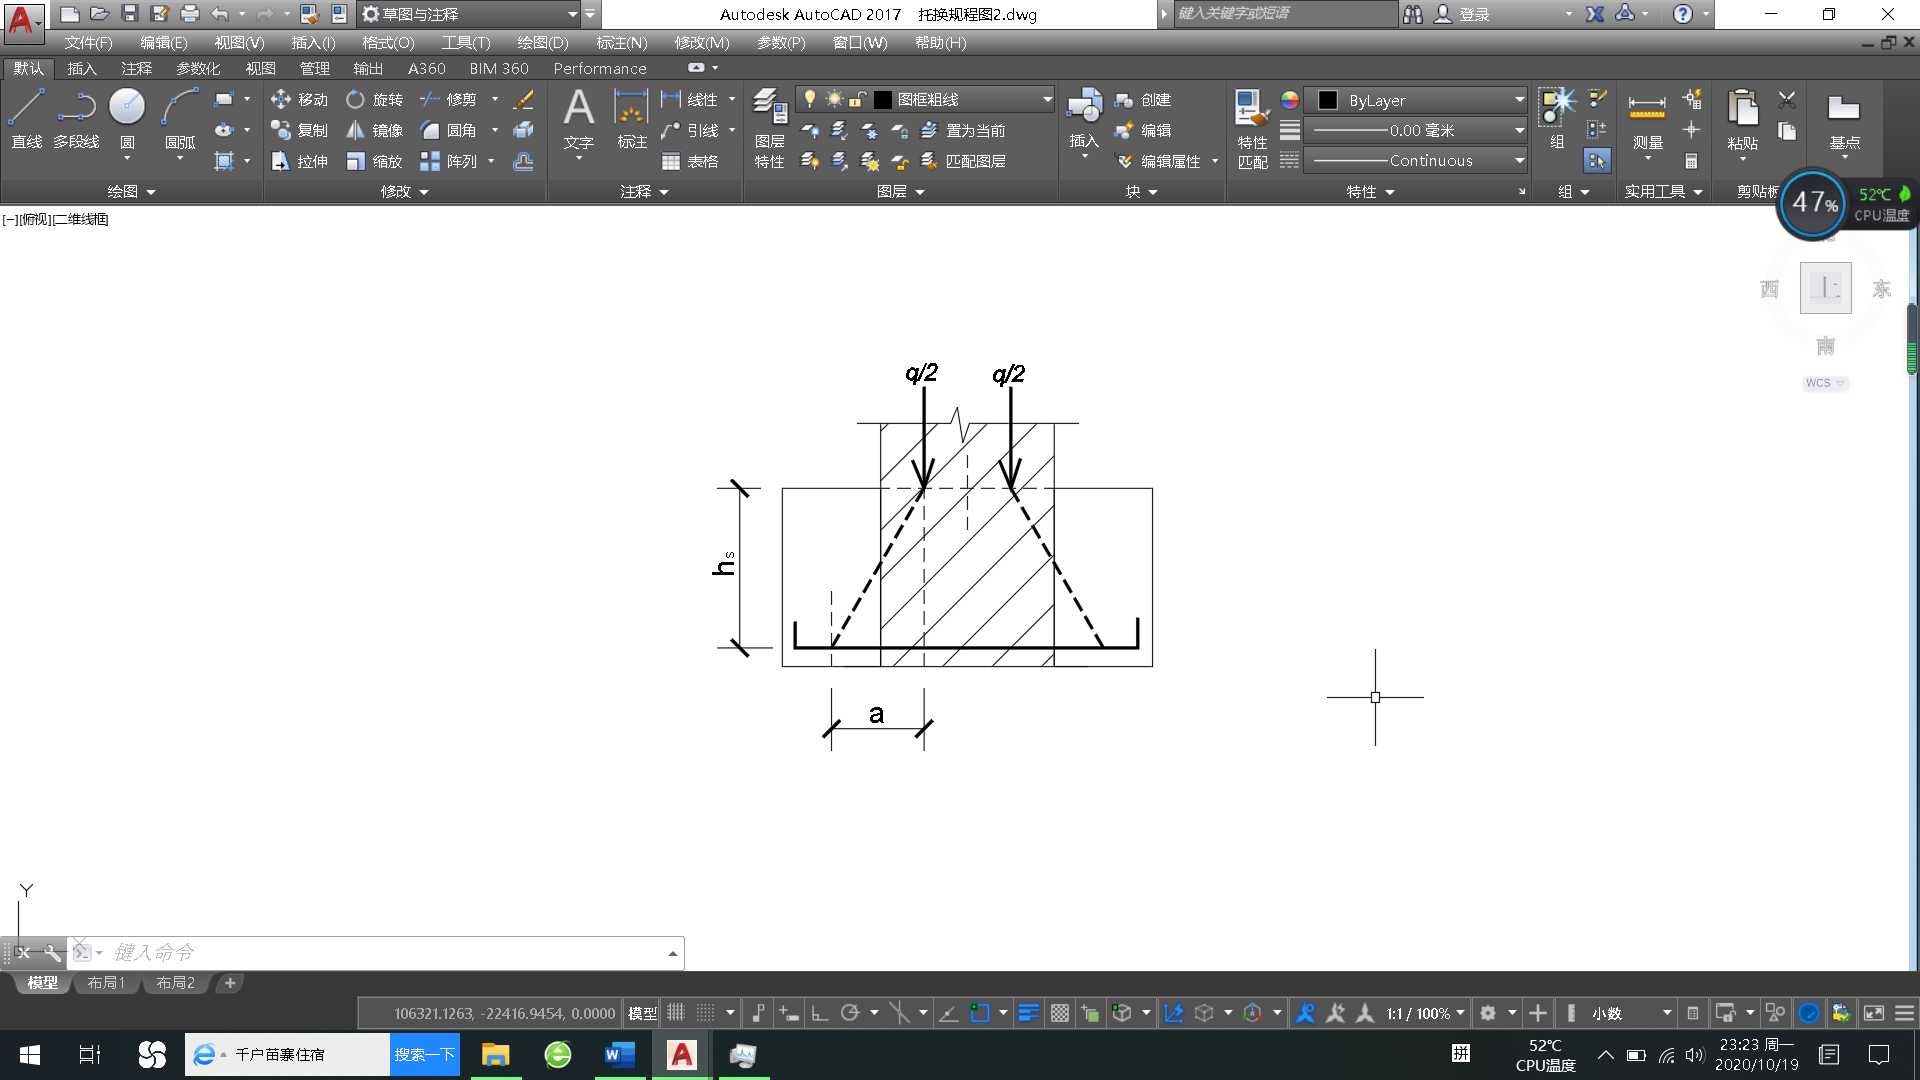 草图与注释
Autodesk AutoCAD 2017 托换规程图2.dwg
键入关键字或短语
登录
文件(F) 编辑(E) 视图(V) 插入(I) 格式(O) 工具(T) 绘图(D) 标注(N) 修改(M) 参数(P) 窗口(W) 帮助(H)
默认 插入 注释 参数化 视图 管理 输出 A360 BIM 360 Performance
移动 旋转 修剪
图框粗线
创建
ByLayer
直线 多段线 圆 圆弧
复制 镜像 圆角
文字 标注
线性
引线
表格
图层
特性
置为当前
插入
编辑
特性
匹配
0.00 毫米
组
测量
粘贴
基点
拉伸 缩放 阵列
匹配图层
编辑属性
Continuous
绘图 修改 注释 图层 块 特性 组 实用工具 剪贴板
47%
52℃
CPU温度
[−][俯视][二维线框]
西
上
东
南
WCS
q/2 q/2
hs
a
Y
X
键入命令
模型 布局1 布局2 +
106321.1263, -22416.9454, 0.0000 模型
1:1 / 100%
小数
千户苗寨住宿
搜索一下
拼
52℃
CPU温度
23:23 周一
2020/10/19